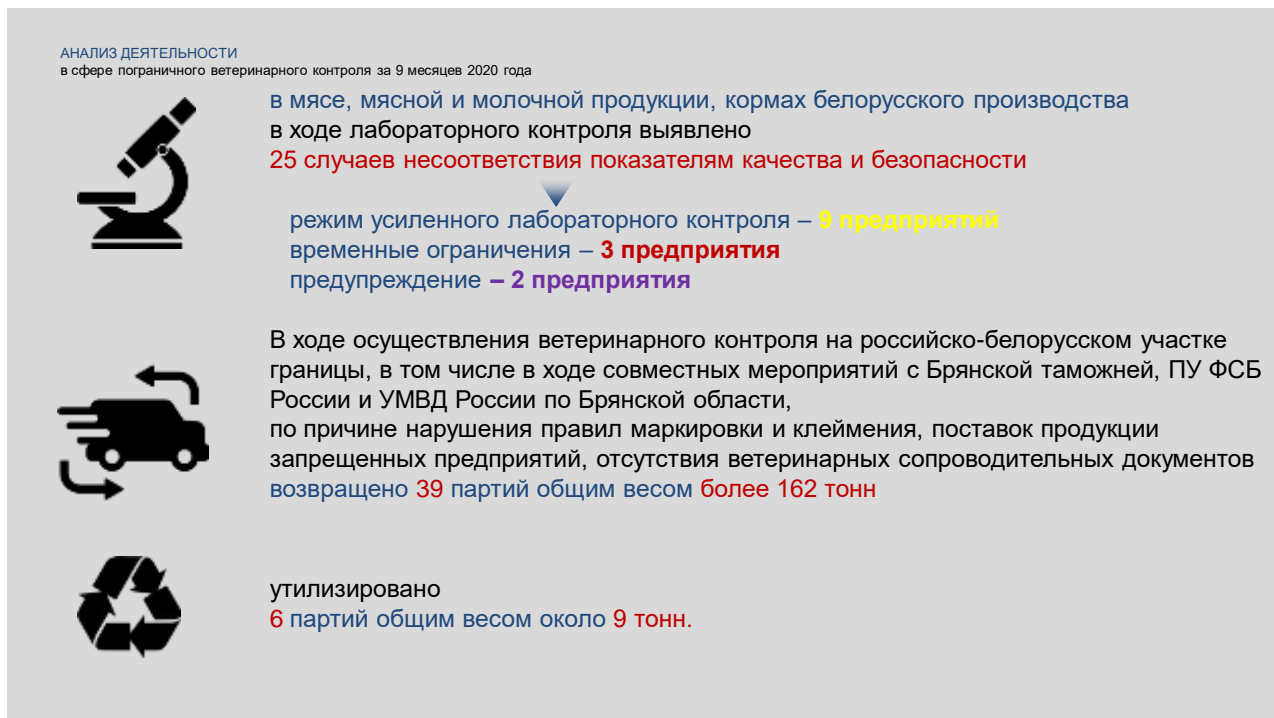 АНАЛИЗ ДЕЯТЕЛЬНОСТИ
в сфере пограничного ветеринарного контроля за 9 месяцев 2020 года
в мясе, мясной и молочной продукции, кормах белорусского производства
в ходе лабораторного контроля выявлено
25 случаев несоответствия показателям качества и безопасности
режим усиленного лабораторного контроля – 9 предприятий
временные ограничения – 3 предприятия
предупреждение – 2 предприятия
В ходе осуществления ветеринарного контроля на российско-белорусском участке
границы, в том числе в ходе совместных мероприятий с Брянской таможней, ПУ ФСБ
России и УМВД России по Брянской области,
по причине нарушения правил маркировки и клеймения, поставок продукции
запрещенных предприятий, отсутствия ветеринарных сопроводительных документов
возвращено 39 партий общим весом более 162 тонн
утилизировано
6 партий общим весом около 9 тонн.